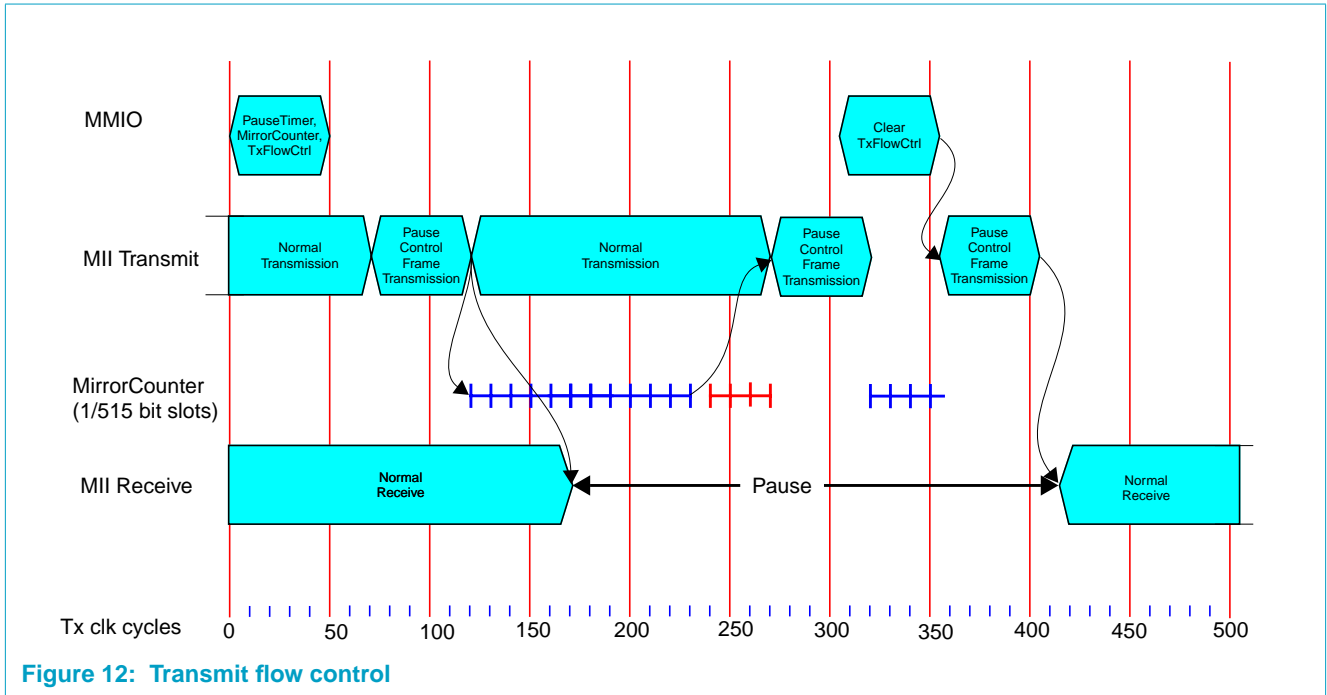 MMIO
PauseTimer,
MirrorCounter,
TxFlowCtrl
Clear
TxFlowCtrl
MII Transmit
Normal
Transmission
Pause
Control
Frame
Transmission
Normal
Transmission
Pause
Control
Frame
Transmission
Pause
Control
Frame
Transmission
MirrorCounter
(1/515 bit slots)
MII Receive
Normal
Receive
Pause
Normal
Receive
Tx clk cycles
0 50 100 150 200 250 300 350 400 450 500
Figure 12: Transmit flow control